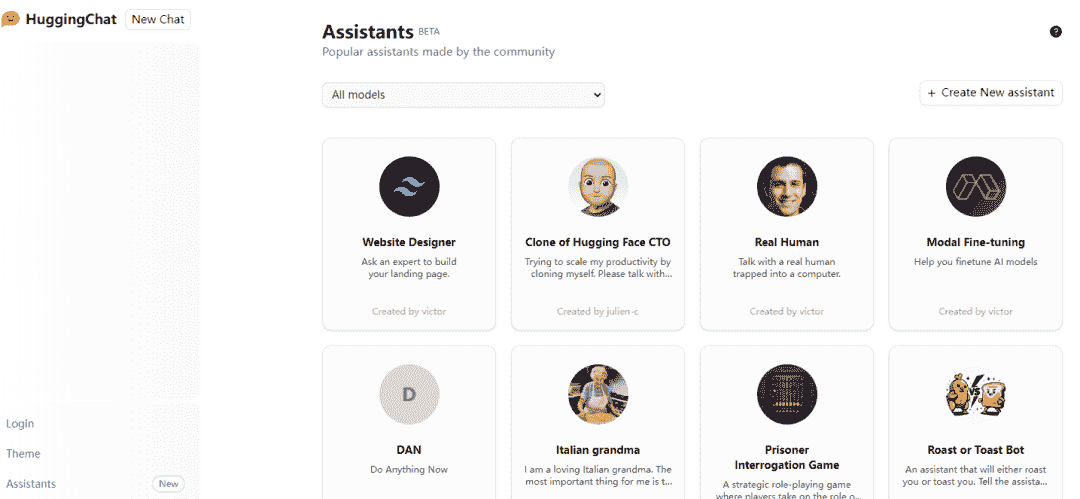 HuggingChat New Chat
Assistants BETA
Popular assistants made by the community
All models
+ Create New assistant
Website Designer
Ask an expert to build
your landing page.
Created by victor
Clone of Hugging Face CTO
Trying to scale my productivity by
cloning myself. Please talk with...
Created by julien-c
Real Human
Talk with a real human
trapped into a computer.
Created by victor
Modal Fine-tuning
Help you finetune AI models
Created by victor
D
DAN
Do Anything Now
Italian grandma
I am a loving Italian grandma. The
most important thing for me is t...
Prisoner
Interrogation Game
A strategic role-playing game
where players take on the role o...
VS
Roast or Toast Bot
An assistant that will either roast
you or toast you. Tell the assista...
Login
Theme
Assistants New